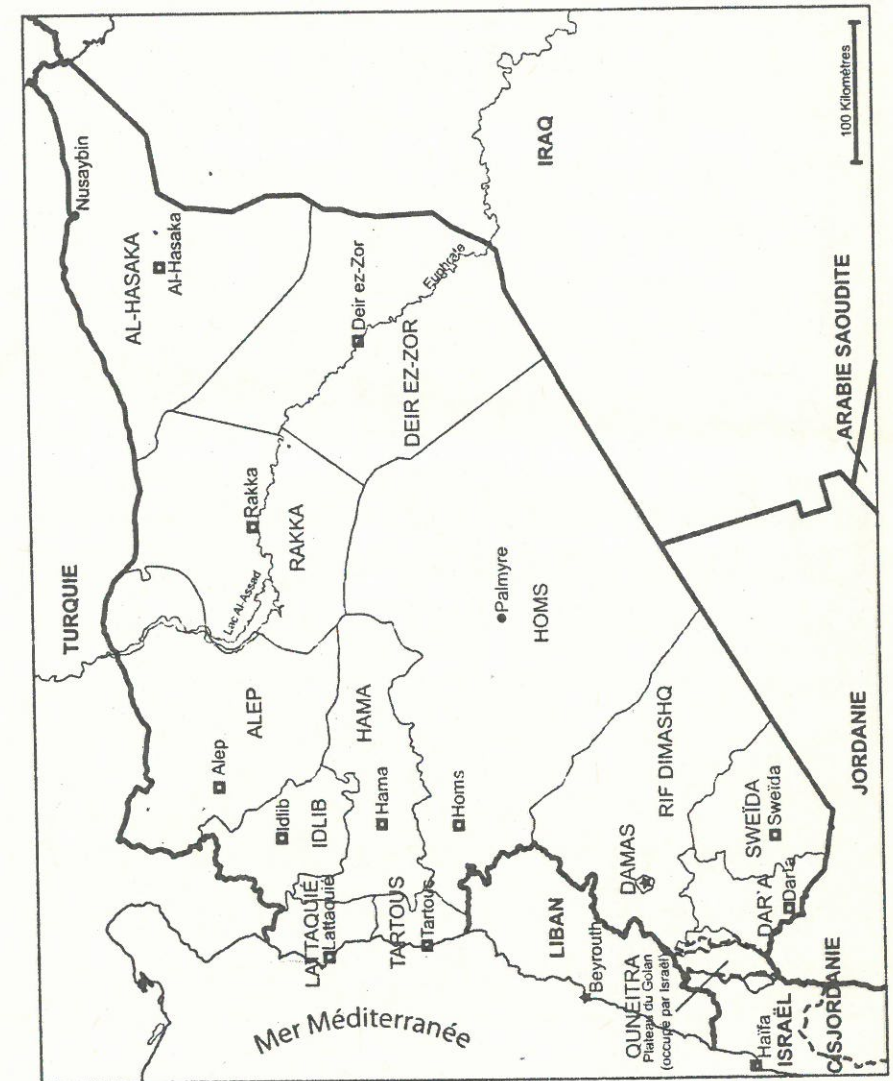 TURQUIE
Nusaybin
AL-HASAKA
Al-Hasaka
Alep
ALEP
Lac Al-Assad
Rakka
RAKKA
Deir ez-Zor
DEIR EZ-ZOR
Euphrate
IRAQ
Idlib
IDLIB
LATTAQUIÉ
Lattaquié
HAMA
Hama
TARTOUS
Tartous
Homs
HOMS
Palmyre
Mer Méditerranée
LIBAN
Beyrouth
DAMAS
RIF DIMASHQ
QUNEITRA
Plateau du Golan
(occupé par Israël)
SWEÏDA
Sweïda
DAR`A
Dar'a
Haïfa
ISRAËL
CISJORDANIE
JORDANIE
ARABIE SAOUDITE
100 Kilomètres